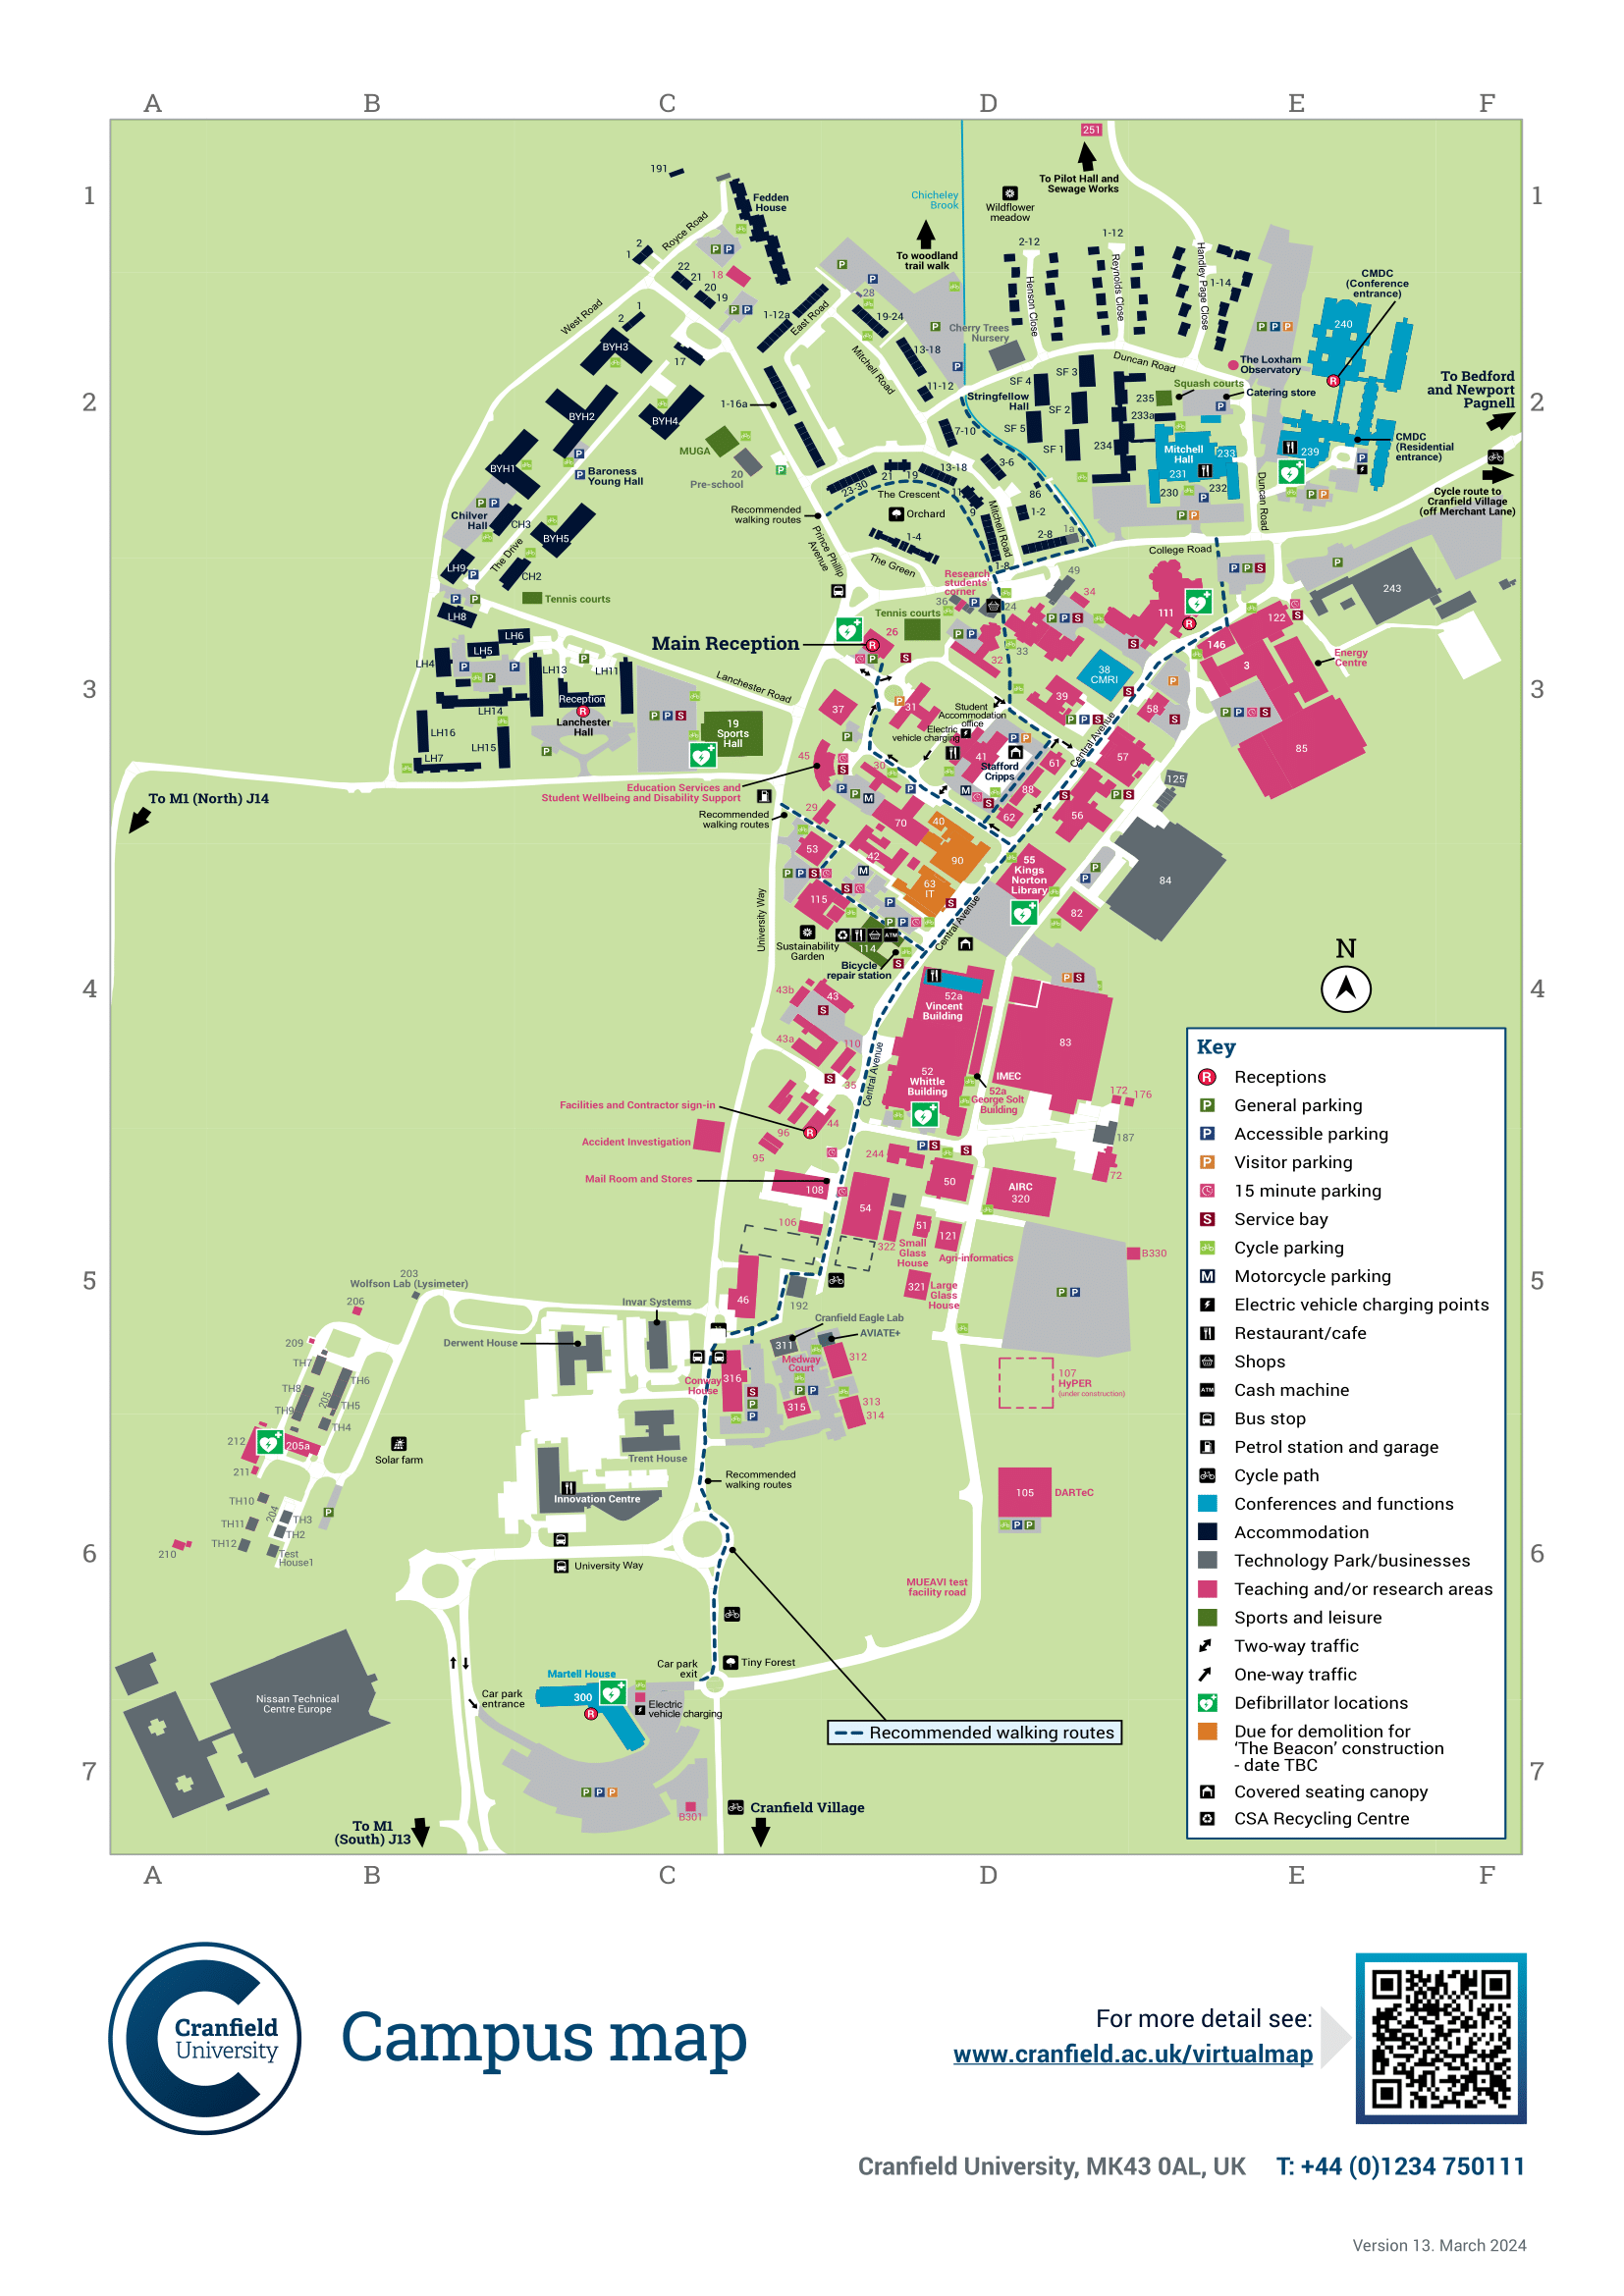 A
B
C
D
E
F
1
251
To Pilot Hall and
Sewage Works
191
Fedden
House
Chicheley
Brook
Wildflower
meadow
1
Royce Road
2
1
To woodland
trail walk
2-12
1-12
Henson Close
Reynolds Close
Handley Page Close
1-14
CMDC
(Conference
entrance)
22
21
20
19
18
28
West Road
1
2
1-12a
East Road
19-24
Cherry Trees
Nursery
240
BYH3
17
Mitchell Road
13-18
Duncan Road
The Loxham
Observatory
11-12
SF 4
SF 3
Squash courts
Catering store
To Bedford
and Newport
Pagnell
2
2
BYH2
BYH4
1-16a
Stringfellow
Hall
SF 2
235
233a
SF 5
7-10
SF 1
234
Mitchell
Hall
233
239
CMDC
(Residential
entrance)
MUGA
20
Pre-school
BYH1
Baroness
Young Hall
13-18
3-6
21
19
23-30
231
230
232
Duncan Road
Cycle route to
Cranfield Village
(off Merchant Lane)
The Crescent
11
9
86
Orchard
1-2
Chilver
Hall
CH3
BYH5
Recommended
walking routes
Mitchell Road
1a
2-8
1-4
Prince Phillip
Avenue
The Green
1-8
College Road
LH9
The Drive
CH2
Research
students'
corner
49
243
LH8
Tennis courts
36
24
34
Tennis courts
111
122
LH6
26
33
146
Main Reception
LH5
LH4
LH13
LH11
32
38
CMRI
3
Energy
Centre
3
3
Reception
Lanchester Road
39
LH14
Lanchester
Hall
37
31
Student
Accommodation
office
58
LH16
19
Sports
Hall
Electric
vehicle charging
LH15
LH7
45
41
Stafford
Cripps
61
57
85
Central Avenue
30
Education Services and
Student Wellbeing and Disability Support
88
125
To M1 (North) J14
Recommended
walking routes
29
70
40
62
56
53
42
90
55
Kings
Norton
Library
84
63
IT
115
82
University Way
Central Avenue
Sustainability
Garden
ATM
114
Bicycle
repair station
N
4
4
43b
43
52a
Vincent
Building
43a
110
83
35
Central Avenue
52
Whittle
Building
IMEC
52a
George Solt
Building
172
176
Facilities and Contractor sign-in
44
Accident Investigation
96
95
187
244
72
Mail Room and Stores
108
50
AIRC
320
54
106
51
322
Small
Glass
House
121
Agri-informatics
B330
5
5
203
Wolfson Lab (Lysimeter)
321
Large
Glass
House
46
192
206
Invar Systems
Cranfield Eagle Lab
Derwent House
311
AVIATE+
209
TH7
Medway
Court
312
107
HyPER
(under construction)
TH6
TH8
Conway
House
316
205
TH5
TH9
315
313
314
TH4
212
205a
Solar farm
Trent House
211
Recommended
walking routes
TH10
Innovation Centre
105
DARTeC
204
TH3
TH11
TH2
TH12
Test
House1
210
6
6
University Way
MUEAVI test
facility road
Car park
exit
Tiny Forest
Martell House
300
Nissan Technical
Centre Europe
Car park
entrance
Electric
vehicle charging
Recommended walking routes
7
7
B301
Cranfield Village
To M1
(South) J13
Key
R Receptions
P General parking
P Accessible parking
P Visitor parking
15 minute parking
S Service bay
Cycle parking
M Motorcycle parking
Electric vehicle charging points
Restaurant/cafe
Shops
ATM Cash machine
Bus stop
Petrol station and garage
Cycle path
Conferences and functions
Accommodation
Technology Park/businesses
Teaching and/or research areas
Sports and leisure
Two-way traffic
One-way traffic
Defibrillator locations
Due for demolition for
‘The Beacon’ construction
- date TBC
Covered seating canopy
CSA Recycling Centre
A
B
C
D
E
F
Cranfield
University
Campus map
For more detail see:
www.cranfield.ac.uk/virtualmap
Cranfield University, MK43 0AL, UK T: +44 (0)1234 750111
Version 13. March 2024